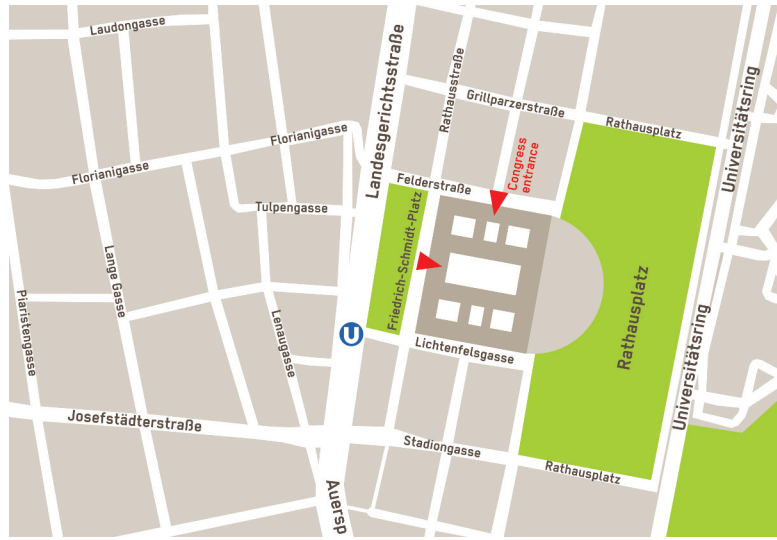 Laudongasse
Landesgerichtsstraße
Rathausstraße
Grillparzerstraße
Rathausplatz
Universitätsring
Florianigasse
Florianigasse
Felderstraße
Congress
entrance
Tulpengasse
Friedrich-Schmidt-Platz
Lange Gasse
Piaristengasse
Lenaugasse
U
Lichtenfelsgasse
Rathausplatz
Universitätsring
Josefstädterstraße
Stadiongasse
Rathausplatz
Auersp